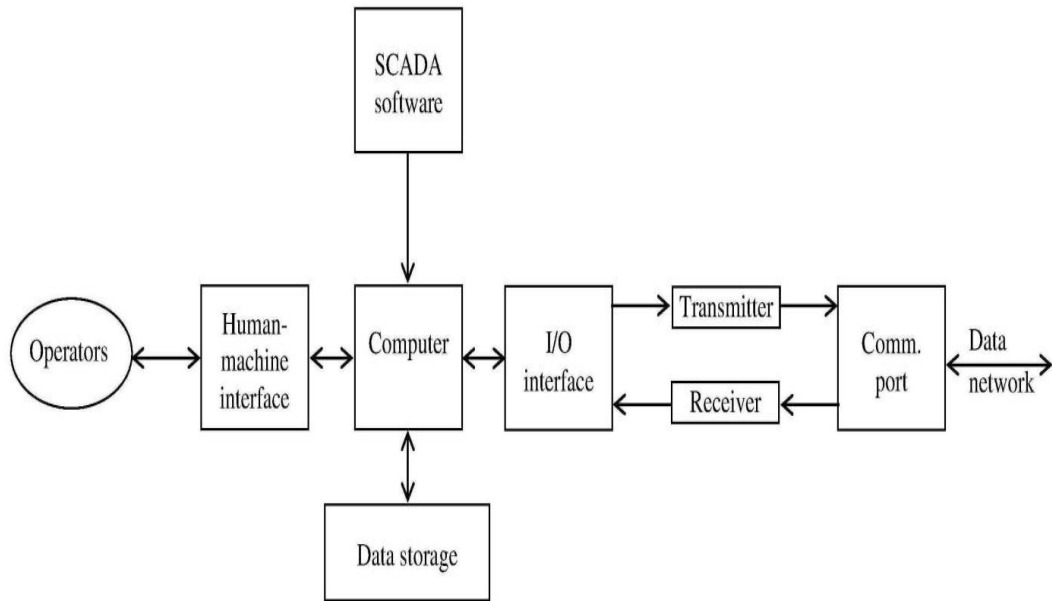 SCADA
software
Operators
Human-
machine
interface
Computer
I/O
interface
Transmitter
Receiver
Comm.
port
Data
network
Data storage